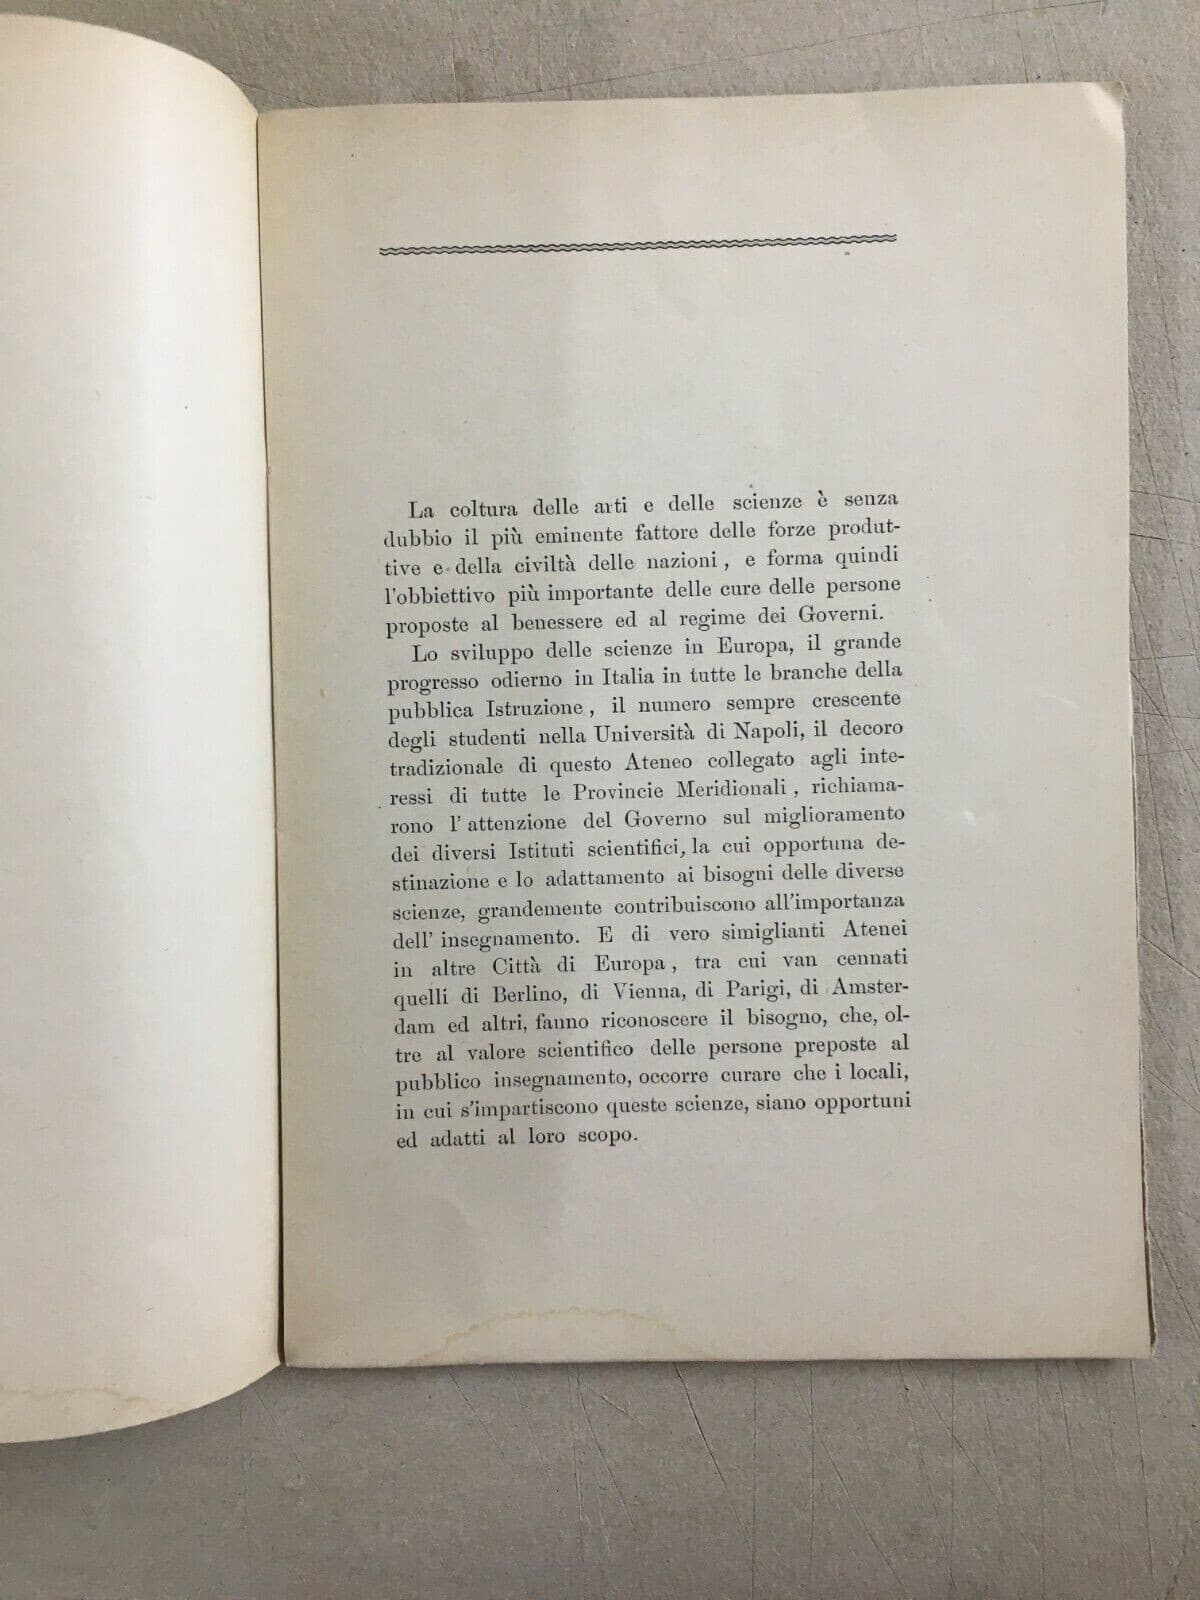 La coltura delle arti e delle scienze è senza
dubbio il più eminente fattore delle forze produt-
tive e della civiltà delle nazioni, e forma quindi
l'obbiettivo più importante delle cure delle persone
proposte al benessere ed al regime dei Governi.
Lo sviluppo delle scienze in Europa, il grande
progresso odierno in Italia in tutte le branche della
pubblica Istruzione, il numero sempre crescente
degli studenti nella Università di Napoli, il decoro
tradizionale di questo Ateneo collegato agli inte-
ressi di tutte le Provincie Meridionali, richiama-
rono l'attenzione del Governo sul miglioramento
dei diversi Istituti scientifici, la cui opportuna de-
stinazione e lo adattamento ai bisogni delle diverse
scienze, grandemente contribuiscono all'importanza
dell'insegnamento. E di vero simiglianti Atenei
in altre Città di Europa, tra cui van cennati
quelli di Berlino, di Vienna, di Parigi, di Amster-
dam ed altri, fanno riconoscere il bisogno, che, ol-
tre al valore scientifico delle persone preposte al
pubblico insegnamento, occorre curare che i locali,
in cui s'impartiscono queste scienze, siano opportuni
ed adatti al loro scopo.